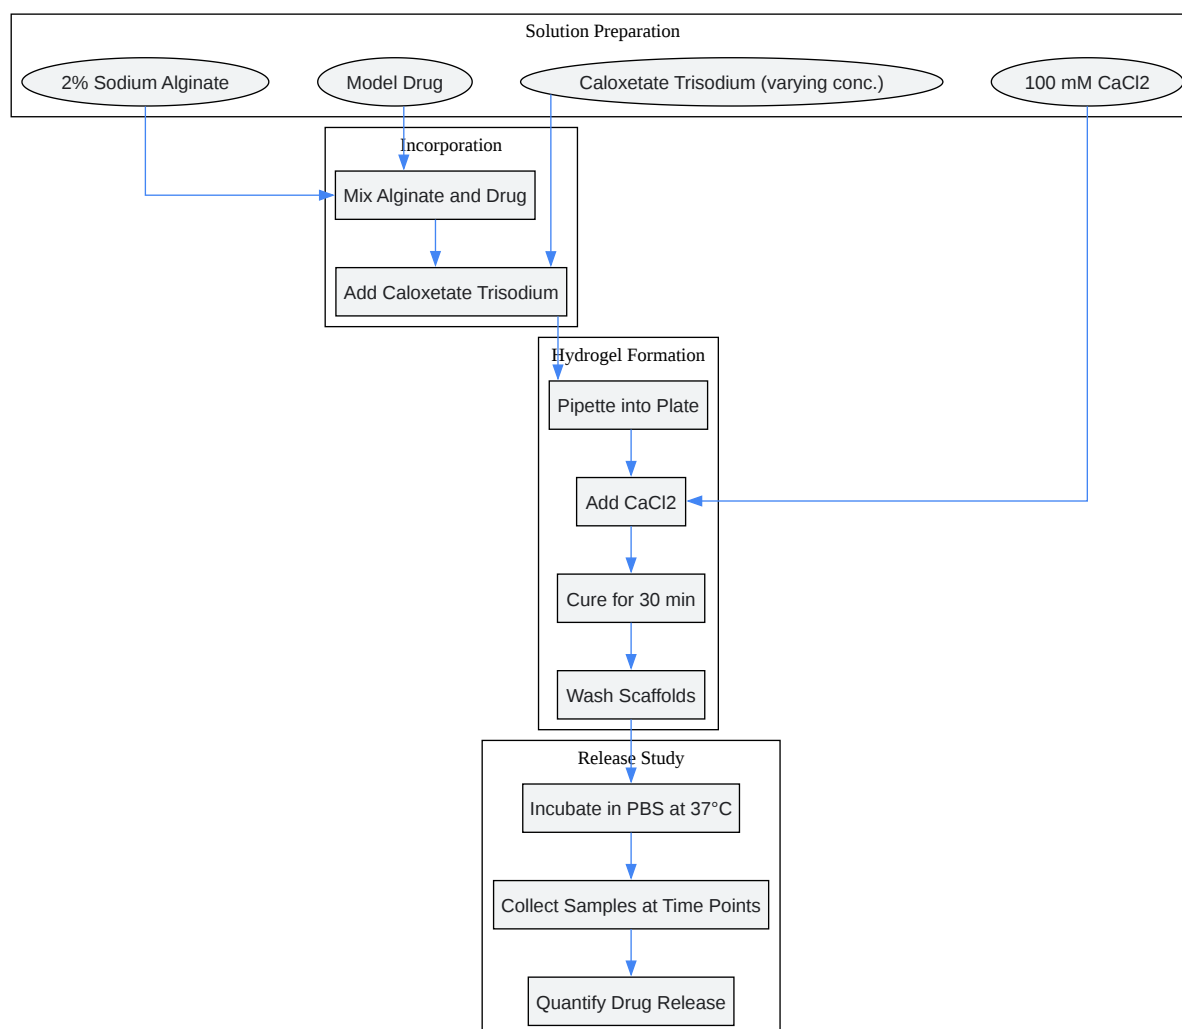 Solution Preparation
2% Sodium Alginate
Model Drug
Caloxetate Trisodium (varying conc.)
100 mM CaCl2
Incorporation
Mix Alginate and Drug
Add Caloxetate Trisodium
Hydrogel Formation
Pipette into Plate
Add CaCl2
Cure for 30 min
Wash Scaffolds
Release Study
Incubate in PBS at 37°C
Collect Samples at Time Points
Quantify Drug Release